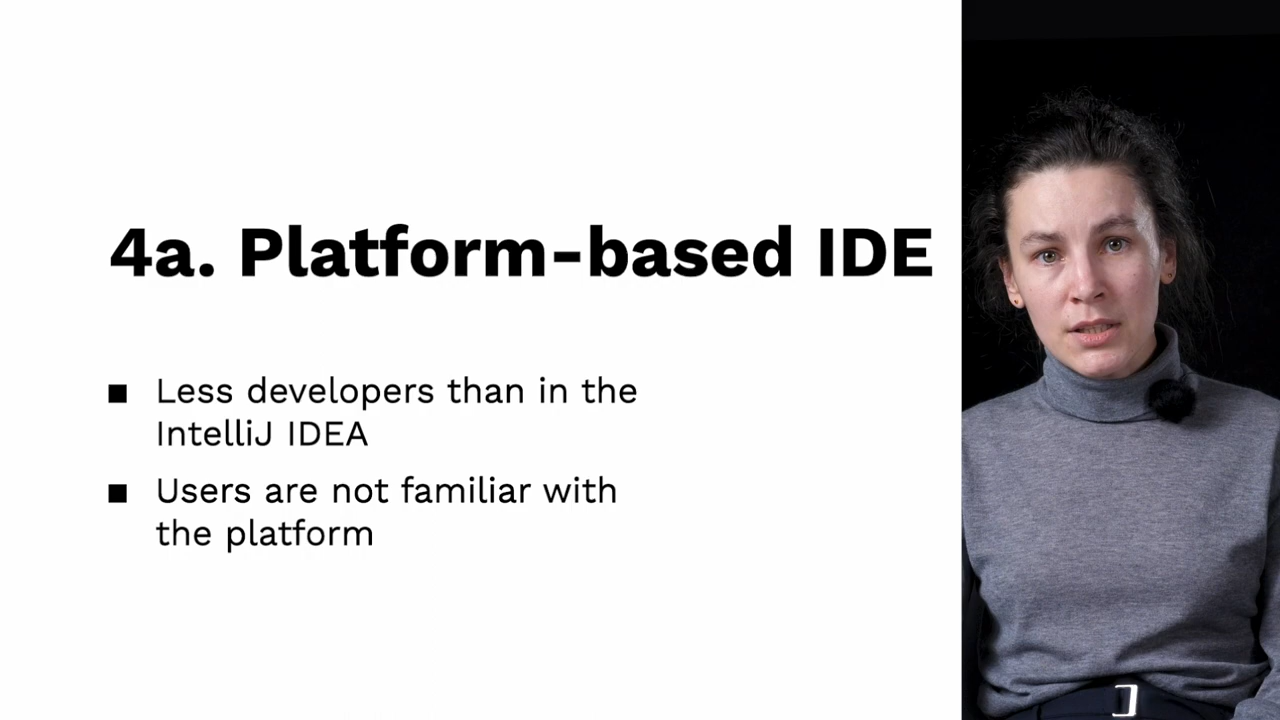 4a. Platform-based IDE
Less developers than in the
IntelliJ IDEA
Users are not familiar with
the platform